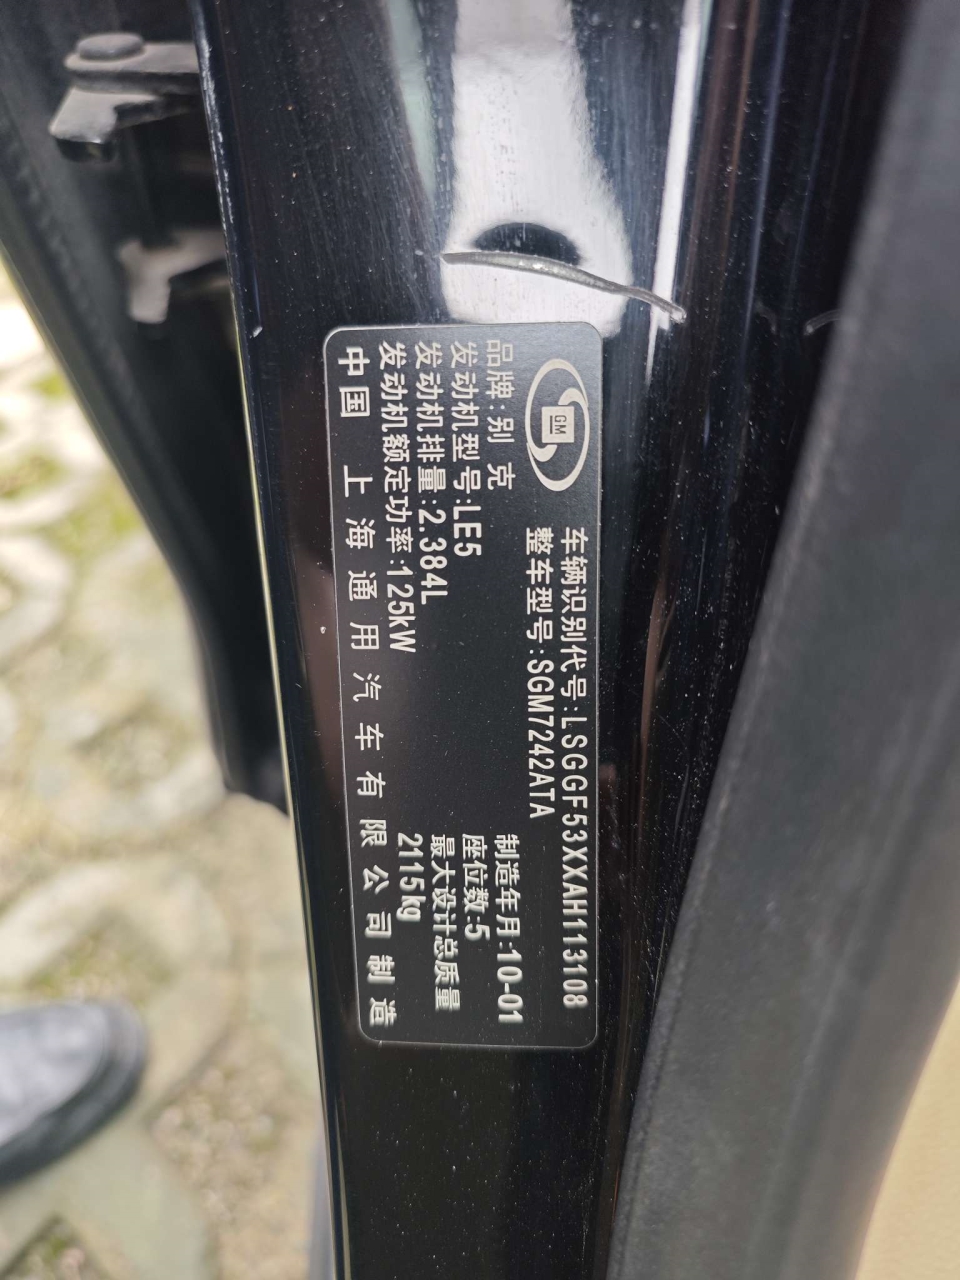 GM
车辆识别代号:LSGGF53XXAH113108
整车型号:SGM7242ATA
品牌:别克
制造年月:10-01
发动机型号:LE5
座位数:5
发动机排量:2.384L
最大设计总质量
发动机额定功率:125kW
2115kg
中国 上海通用汽车有限公司制造